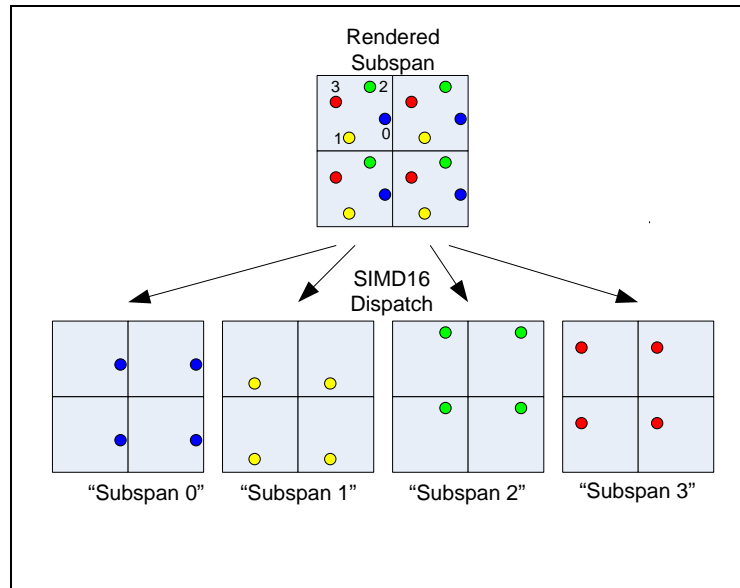 Rendered
Subspan
3 2
1 0
SIMD16
Dispatch
“Subspan 0” “Subspan 1” “Subspan 2” “Subspan 3”